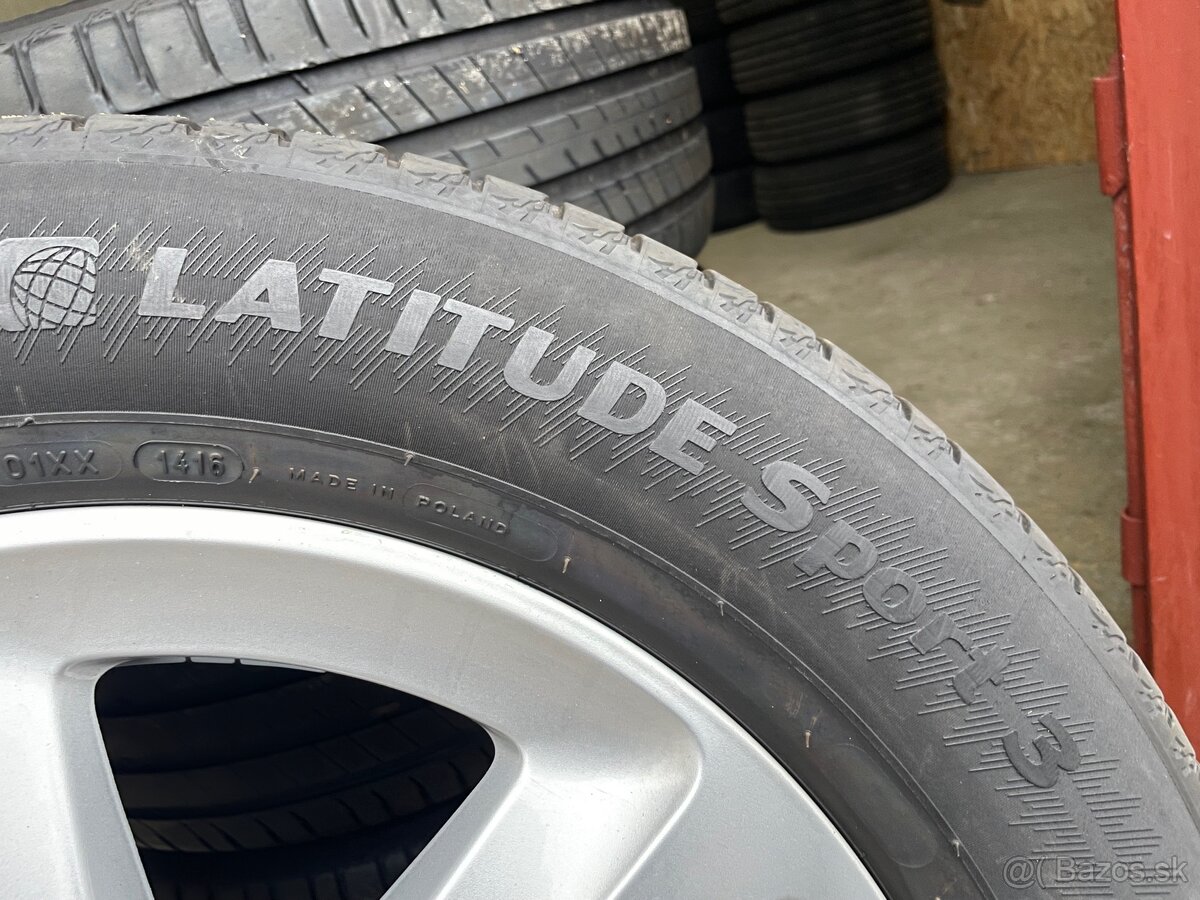 LATITUDE Sport 3
01XX 1416 MADE IN POLAND
@( Bazos.sk